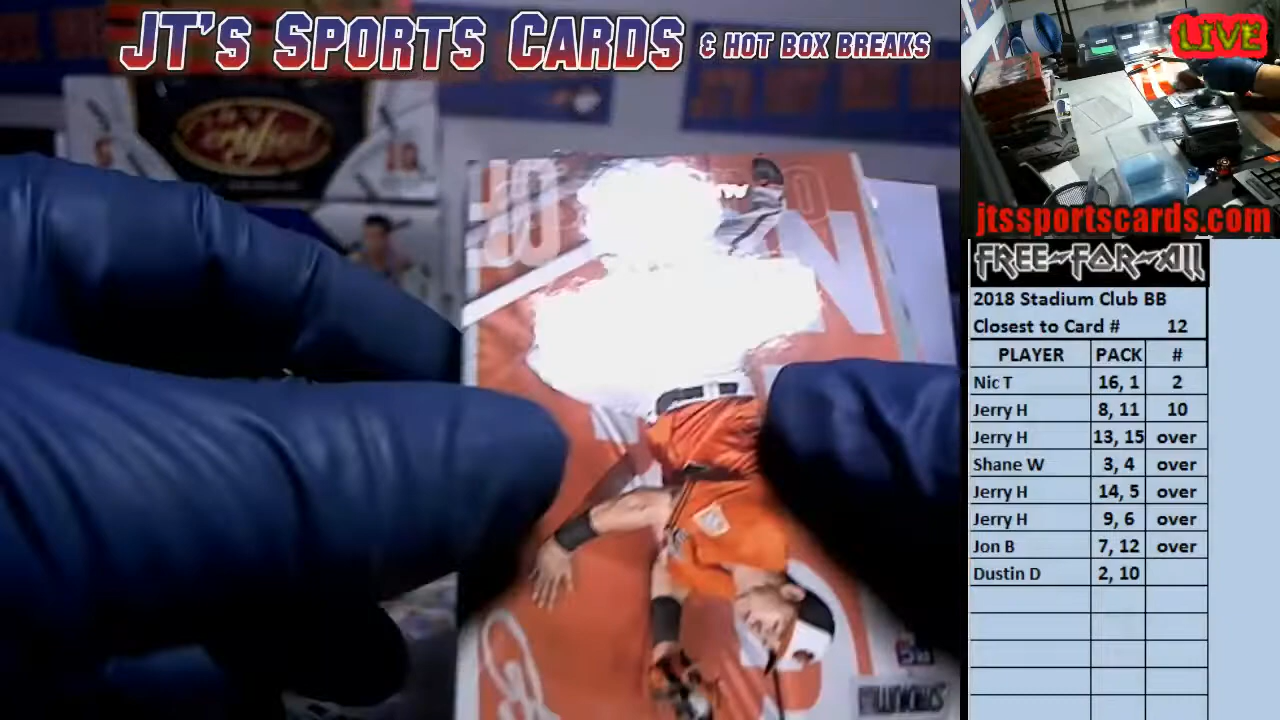 JT's Sports Cards & Hot Box Breaks
LIVE
jtssportscards.com
FREE-FOR-ALL
2018 Stadium Club BB
Closest to Card # 12
PLAYER PACK #
Nic T 16, 1 2
Jerry H 8, 11 10
Jerry H 13, 15 over
Shane W 3, 4 over
Jerry H 14, 5 over
Jerry H 9, 6 over
Jon B 7, 12 over
Dustin D 2, 10